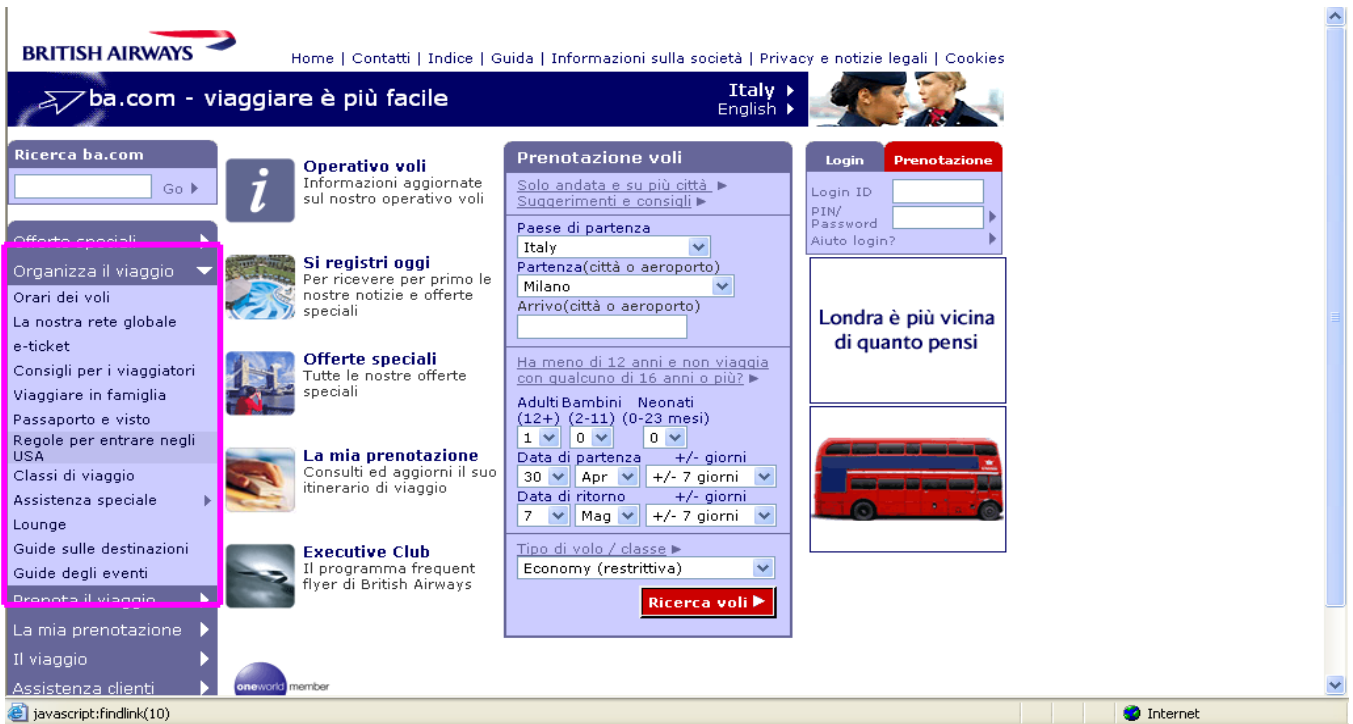 BRITISH AIRWAYS
Home | Contatti | Indice | Guida | Informazioni sulla società | Privacy e notizie legali | Cookies
ba.com - viaggiare è più facile
Italy
English
Ricerca ba.com
Go
Offerte speciali
Organizza il viaggio
Orari dei voli
La nostra rete globale
e-ticket
Consigli per i viaggiatori
Viaggiare in famiglia
Passaporto e visto
Regole per entrare negli
USA
Classi di viaggio
Assistenza speciale
Lounge
Guide sulle destinazioni
Guide degli eventi
Prenota il viaggio
La mia prenotazione
Il viaggio
Assistenza clienti
Operativo voli
Informazioni aggiornate
sul nostro operativo voli
Si registri oggi
Per ricevere per primo le
nostre notizie e offerte
speciali
Offerte speciali
Tutte le nostre offerte
speciali
La mia prenotazione
Consulti ed aggiorni il suo
itinerario di viaggio
Executive Club
Il programma frequent
flyer di British Airways
oneworld member
Prenotazione voli
Solo andata e su più città
Suggerimenti e consigli
Paese di partenza
Italy
Partenza(città o aeroporto)
Milano
Arrivo(città o aeroporto)
Ha meno di 12 anni e non viaggia
con qualcuno di 16 anni o più?
Adulti Bambini Neonati
(12+) (2-11) (0-23 mesi)
1 0 0
Data di partenza +/- giorni
30 Apr +/- 7 giorni
Data di ritorno +/- giorni
7 Mag +/- 7 giorni
Tipo di volo / classe
Economy (restrittiva)
Ricerca voli
Login Prenotazione
Login ID
PIN/
Password
Aiuto login?
Londra è più vicina
di quanto pensi
javascript:findlink(10)
Internet